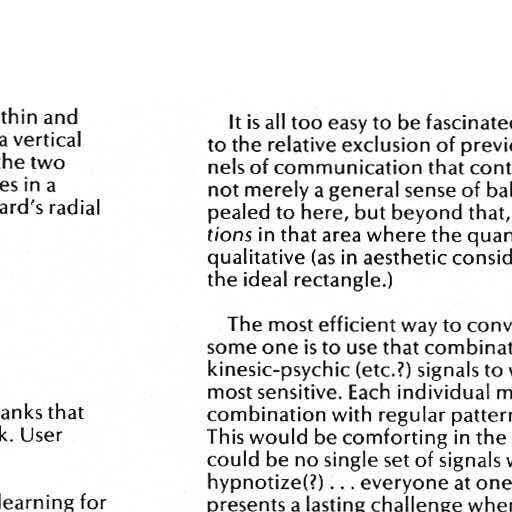 thin and
a vertical
the two
es in a
ard's radial
anks that
k. User
learning for
It is all too easy to be fascinate
to the relative exclusion of previ
nels of communication that cont
not merely a general sense of bal
pealed to here, but beyond that,
tions in that area where the quan
qualitative (as in aesthetic consid
the ideal rectangle.)
The most efficient way to conv
some one is to use that combinat
kinesic-psychic (etc.?) signals to
most sensitive. Each individual m
combination with regular pattern
This would be comforting in the
could be no single set of signals
hypnotize(?) . . . everyone at one
presents a lasting challenge wher